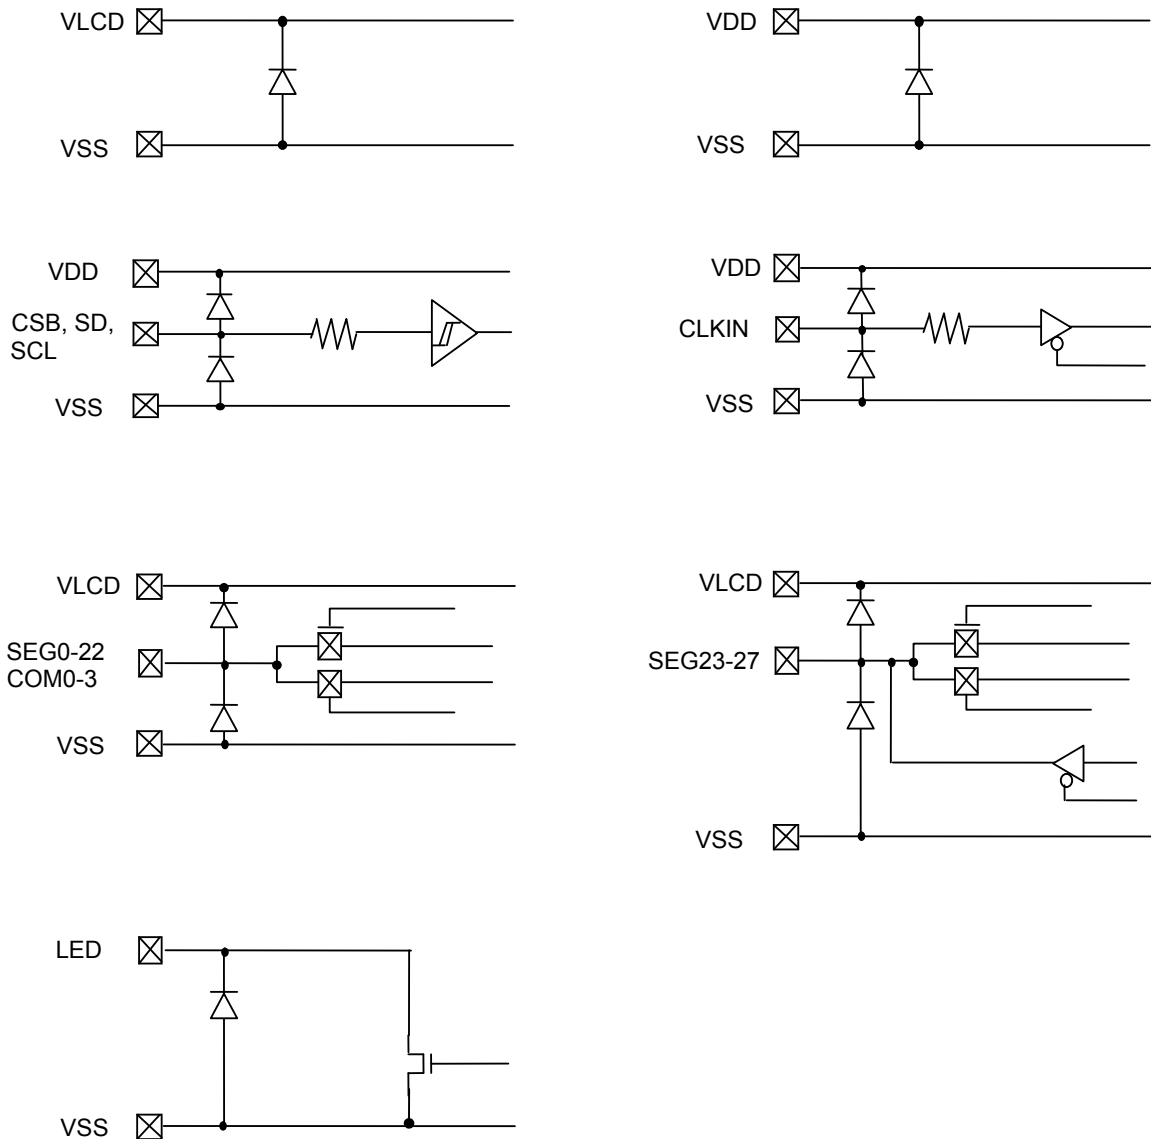 VLCD
VSS
VDD
VSS
VDD
CSB, SD,
SCL
VSS
VDD
CLKIN
VSS
VLCD
SEG0-22
COM0-3
VSS
VLCD
SEG23-27
VSS
LED
VSS